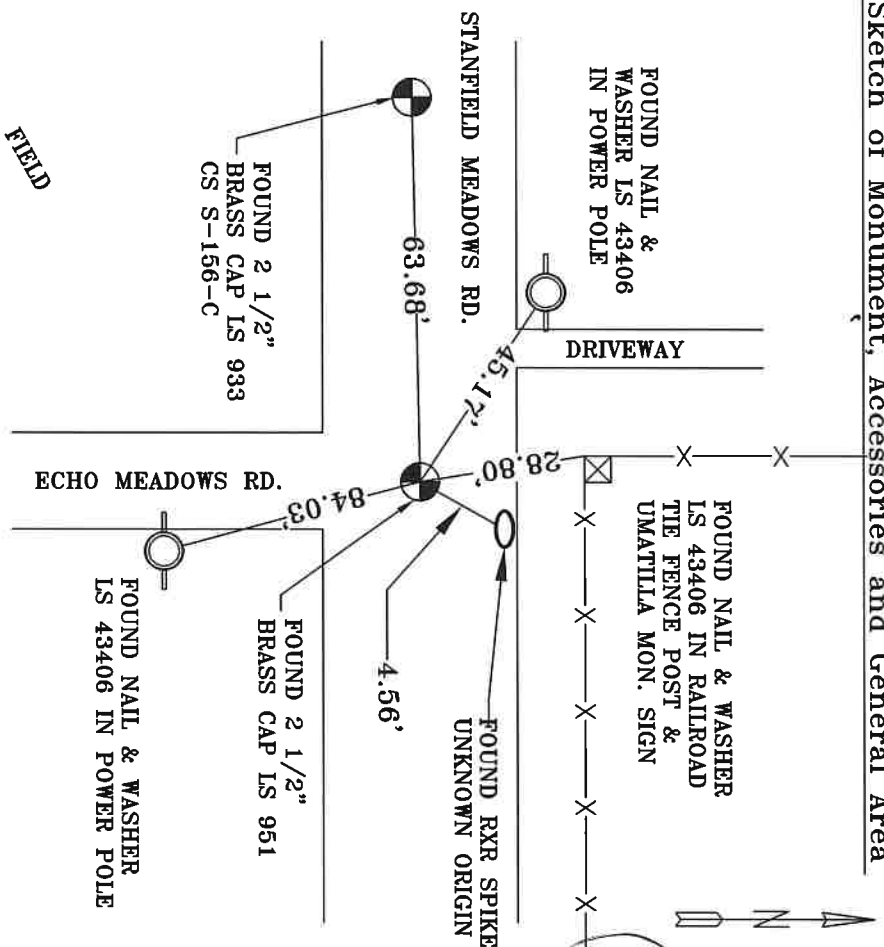 Sketch of Monument, Accessories and General Area
FOUND NAIL &
WASHER LS 43406
IN POWER POLE
DRIVEWAY
FOUND NAIL & WASHER
LS 43406 IN RAILROAD
TIE FENCE POST &
UMATILLA MON. SIGN
N
STANFIELD MEADOWS RD.
45.17'
28.80'
63.68'
4.56'
FOUND RXR SPIKE
UNKNOWN ORIGIN
FOUND 2 1/2"
BRASS CAP LS 933
CS S-156-C
84.03'
FOUND 2 1/2"
BRASS CAP LS 951
ECHO MEADOWS RD.
FOUND NAIL & WASHER
LS 43406 IN POWER POLE
FIELD